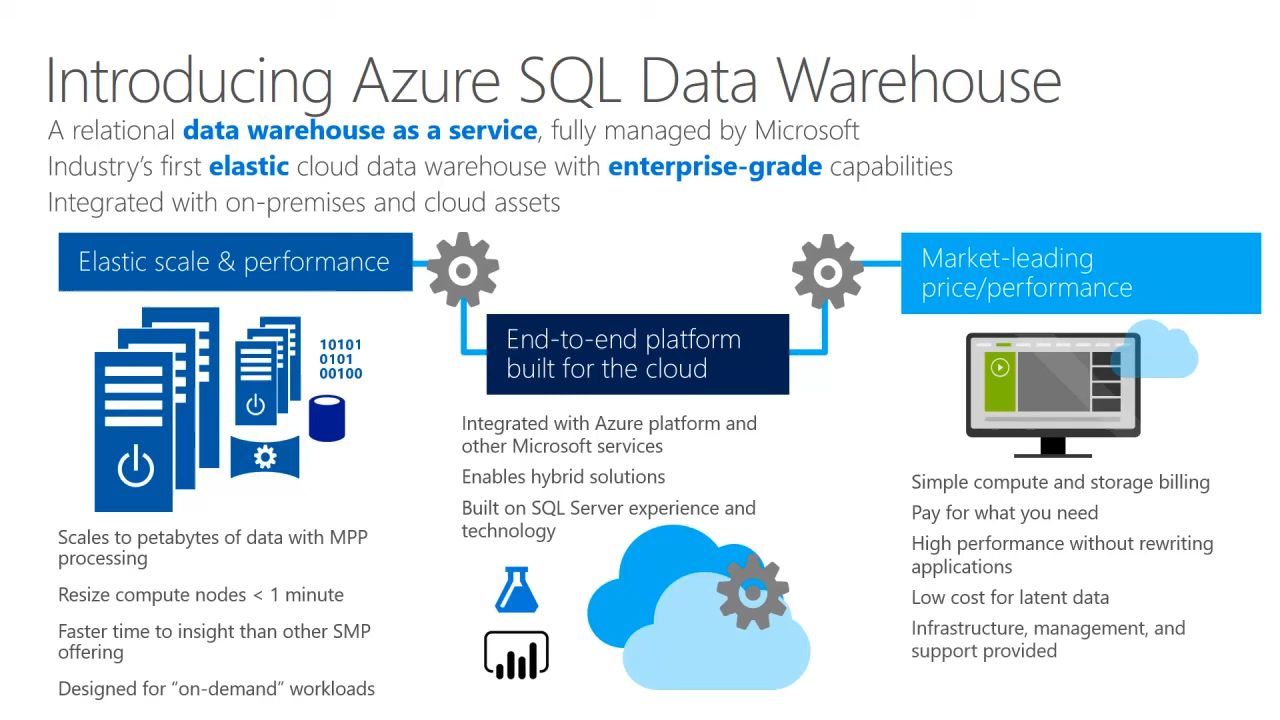 Introducing Azure SQL Data Warehouse
A relational data warehouse as a service, fully managed by Microsoft
Industry’s first elastic cloud data warehouse with enterprise-grade capabilities
Integrated with on-premises and cloud assets
Elastic scale & performance
10101
0101
00100
Scales to petabytes of data with MPP
processing
Resize compute nodes < 1 minute
Faster time to insight than other SMP
offering
Designed for “on-demand” workloads
End-to-end platform
built for the cloud
Integrated with Azure platform and
other Microsoft services
Enables hybrid solutions
Built on SQL Server experience and
technology
Market-leading
price/performance
Simple compute and storage billing
Pay for what you need
High performance without rewriting
applications
Low cost for latent data
Infrastructure, management, and
support provided